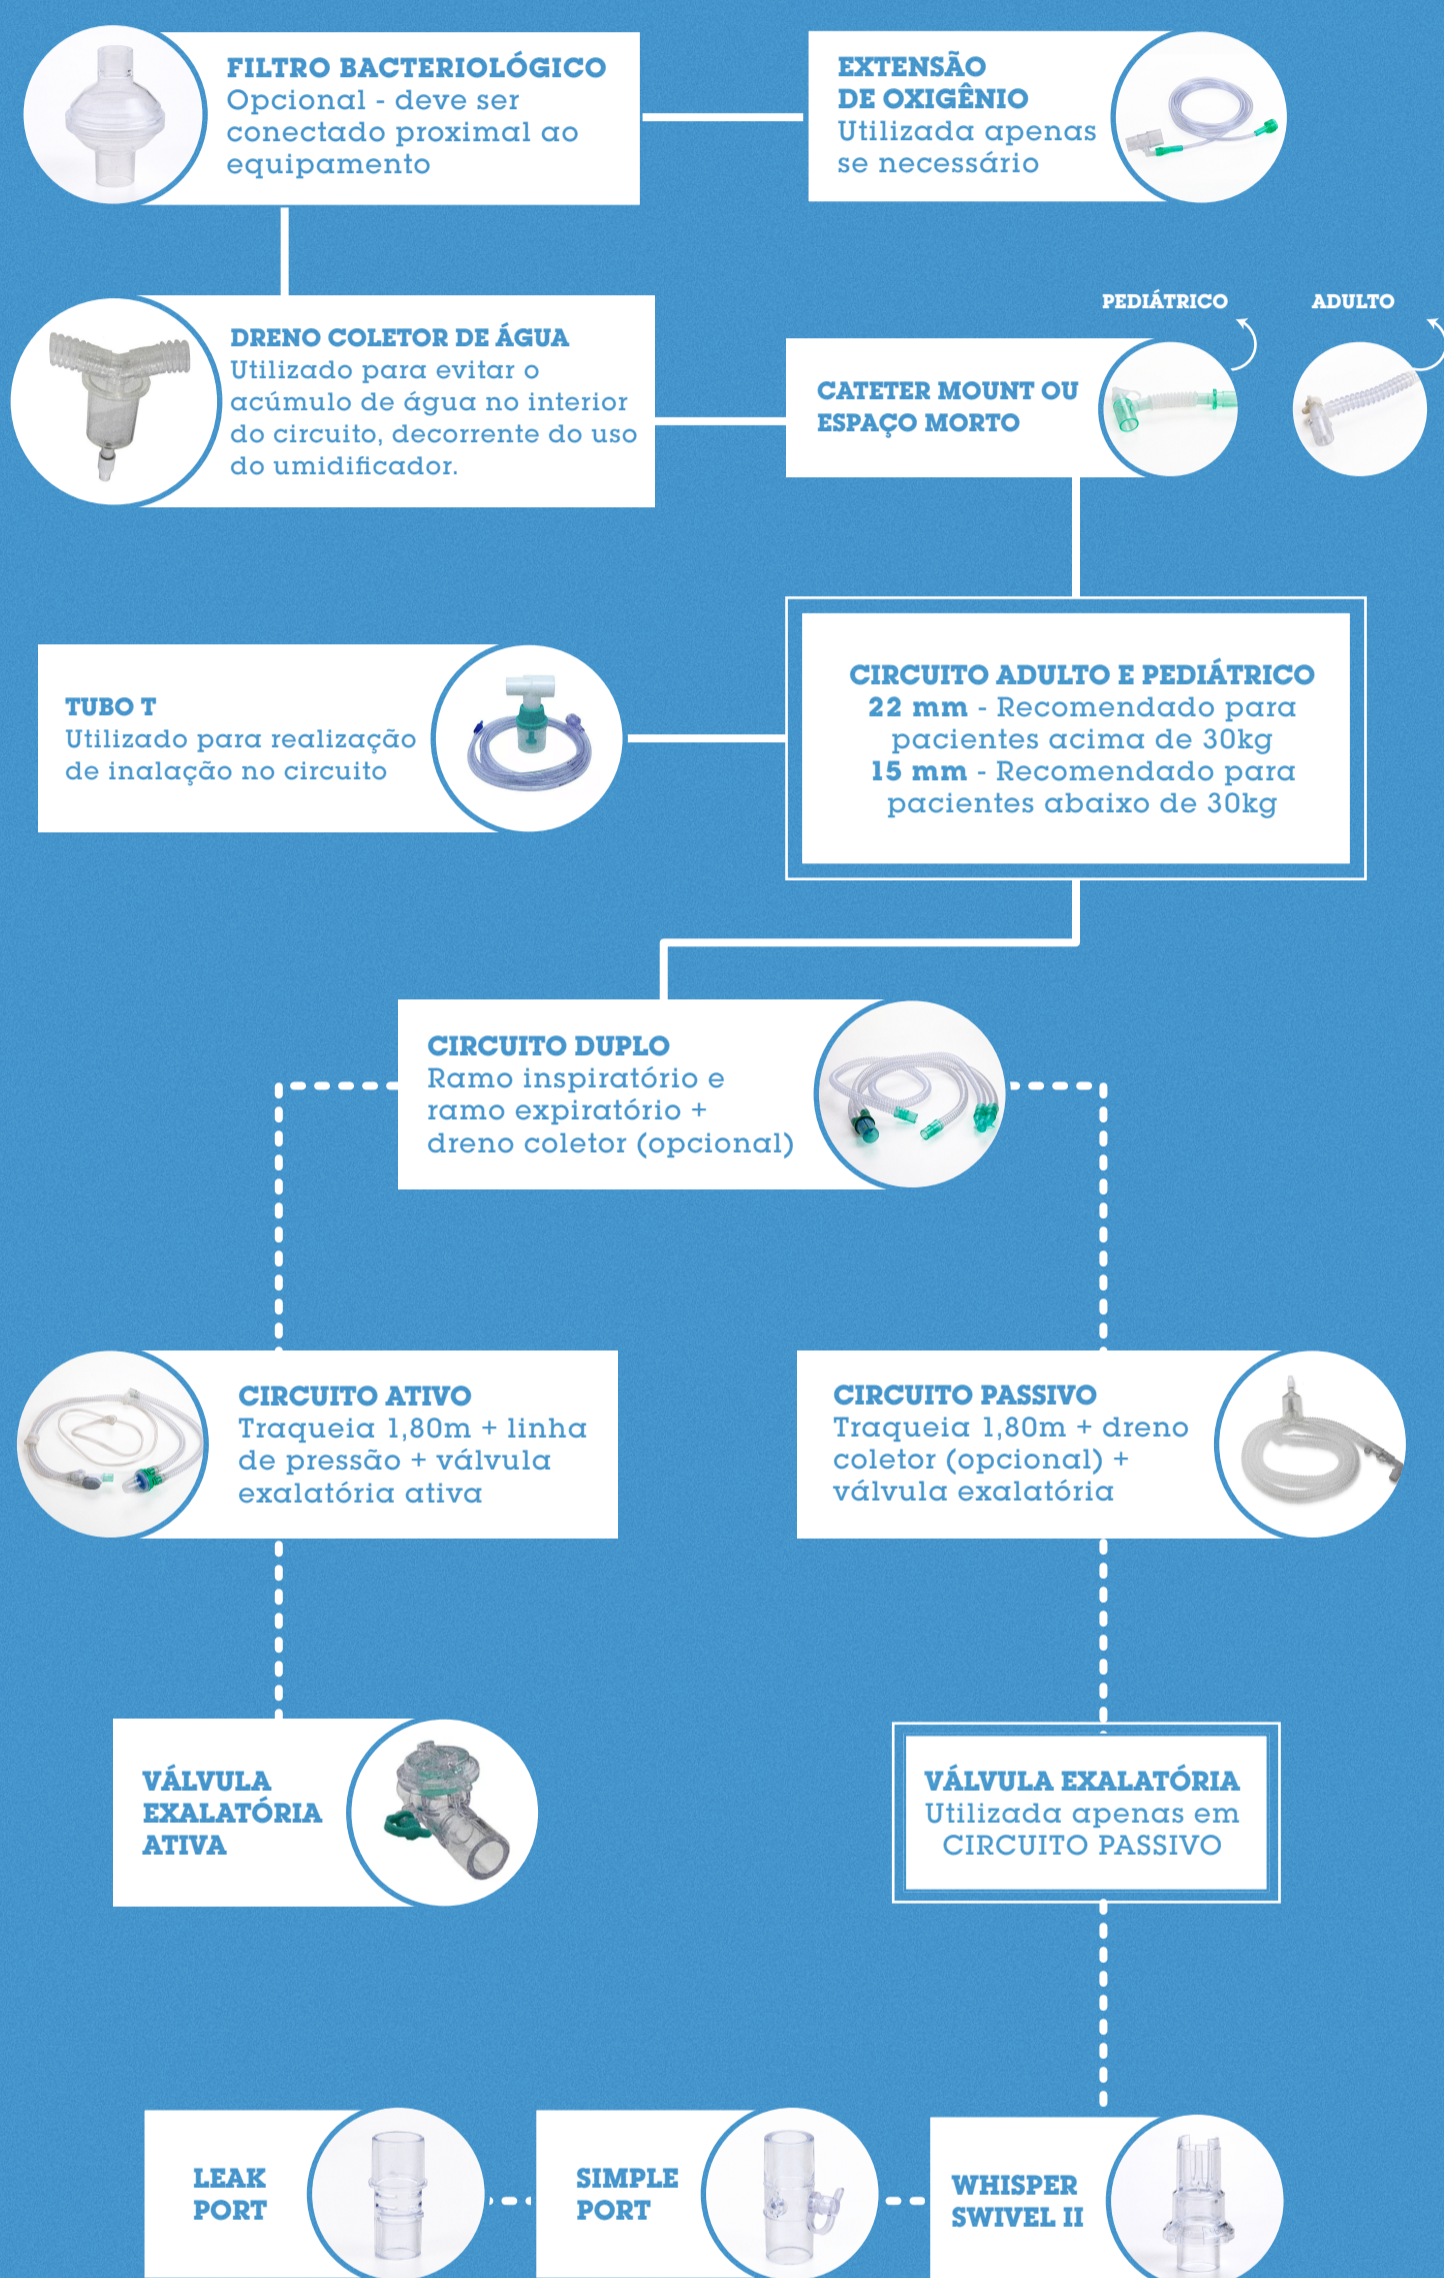 FILTRO BACTERIOLÓGICO
Opcional - deve ser
conectado proximal ao
equipamento
EXTENSÃO
DE OXIGÊNIO
Utilizada apenas
se necessário
DRENO COLETOR DE ÁGUA
Utilizado para evitar o
acúmulo de água no interior
do circuito, decorrente do uso
do umidificador.
PEDIÁTRICO
ADULTO
CATETER MOUNT OU
ESPAÇO MORTO
TUBO T
Utilizado para realização
de inalação no circuito
CIRCUITO ADULTO E PEDIÁTRICO
22 mm - Recomendado para
pacientes acima de 30kg
15 mm - Recomendado para
pacientes abaixo de 30kg
CIRCUITO DUPLO
Ramo inspiratório e
ramo expiratório +
dreno coletor (opcional)
CIRCUITO ATIVO
Traqueia 1,80m + linha
de pressão + válvula
exalatória ativa
CIRCUITO PASSIVO
Traqueia 1,80m + dreno
coletor (opcional) +
válvula exalatória
VÁLVULA
EXALATÓRIA
ATIVA
VÁLVULA EXALATÓRIA
Utilizada apenas em
CIRCUITO PASSIVO
LEAK
PORT
SIMPLE
PORT
WHISPER
SWIVEL II